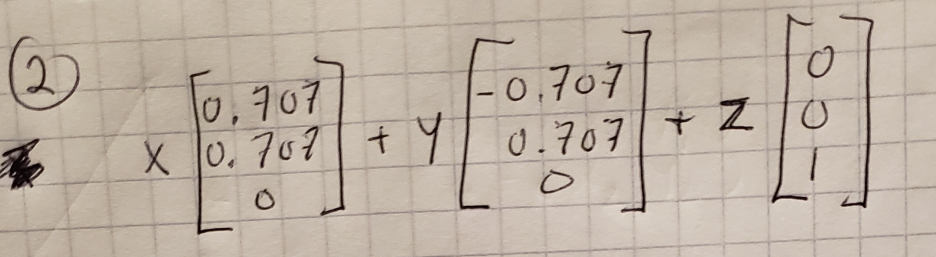 ②
x [0.707 0.707 0] + y [-0.707 0.707 0] + z [0 0 1]